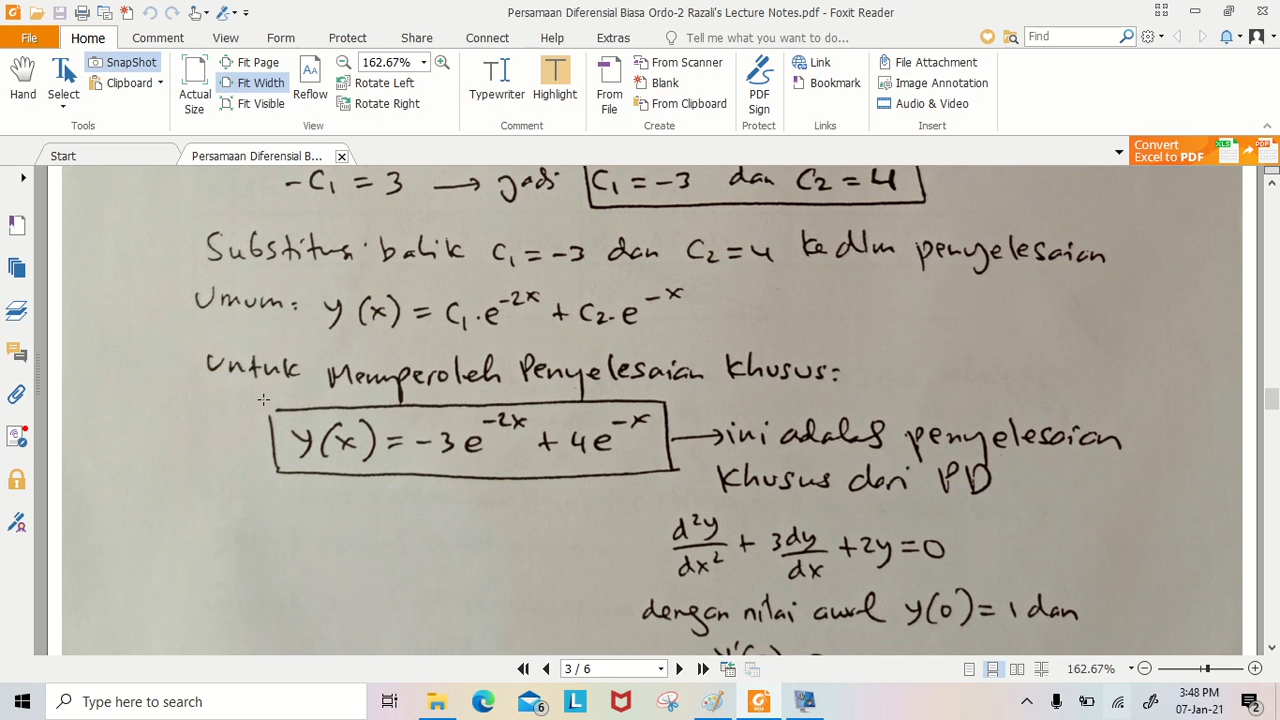 Persamaan Diferensial Biasa Ordo-2 Razali's Lecture Notes.pdf - Foxit Reader
File Home Comment View Form Protect Share Connect Help Extras Tell me what you want to do... Find
Hand Select SnapShot Clipboard
Tools
Actual Size Fit Page Fit Width Fit Visible Reflow 162.67% Rotate Left Rotate Right
View
Typewriter Highlight
Comment
From File From Scanner Blank From Clipboard
Create
PDF Sign
Protect
Link Bookmark
Links
File Attachment Image Annotation Audio & Video
Insert
Start Persamaan Diferensial B...
Convert Excel to PDF
-C₁ = 3 → jadi C₁ = -3 dan C₂ = 4
Substitusi balik C₁ = -3 dan C₂ = 4 ke dlm penyelesaian
Umum: y(x) = C₁·e^-2x + C₂·e^-x
Untuk Memperoleh Penyelesaian Khusus:
y(x) = -3e^-2x + 4e^-x → ini adalah penyelesaian
Khusus dari PD
d²y/dx² + 3dy/dx + 2y = 0
dengan nilai awal y(0) = 1 dan
3 / 6 162.67%
Type here to search
6
3:48 PM
07-Jan-21
2